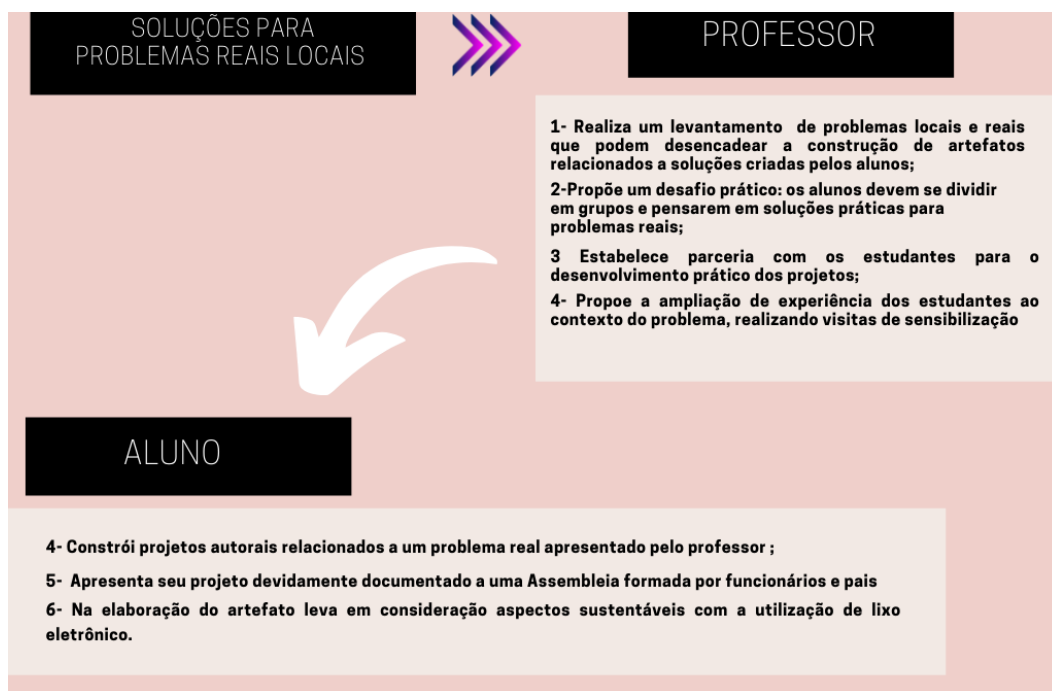 SOLUÇÕES PARA
PROBLEMAS REAIS LOCAIS
PROFESSOR
1- Realiza um levantamento de problemas locais e reais
que podem desencadear a construção de artefatos
relacionados a soluções criadas pelos alunos;
2-Propõe um desafio prático: os alunos devem se dividir
em grupos e pensarem em soluções práticas para
problemas reais;
3 Estabelece parceria com os estudantes para o
desenvolvimento prático dos projetos;
4- Propoe a ampliação de experiência dos estudantes ao
contexto do problema, realizando visitas de sensibilização
ALUNO
4- Constrói projetos autorais relacionados a um problema real apresentado pelo professor ;
5- Apresenta seu projeto devidamente documentado a uma Assembleia formada por funcionários e pais
6- Na elaboração do artefato leva em consideração aspectos sustentáveis com a utilização de lixo
eletrônico.